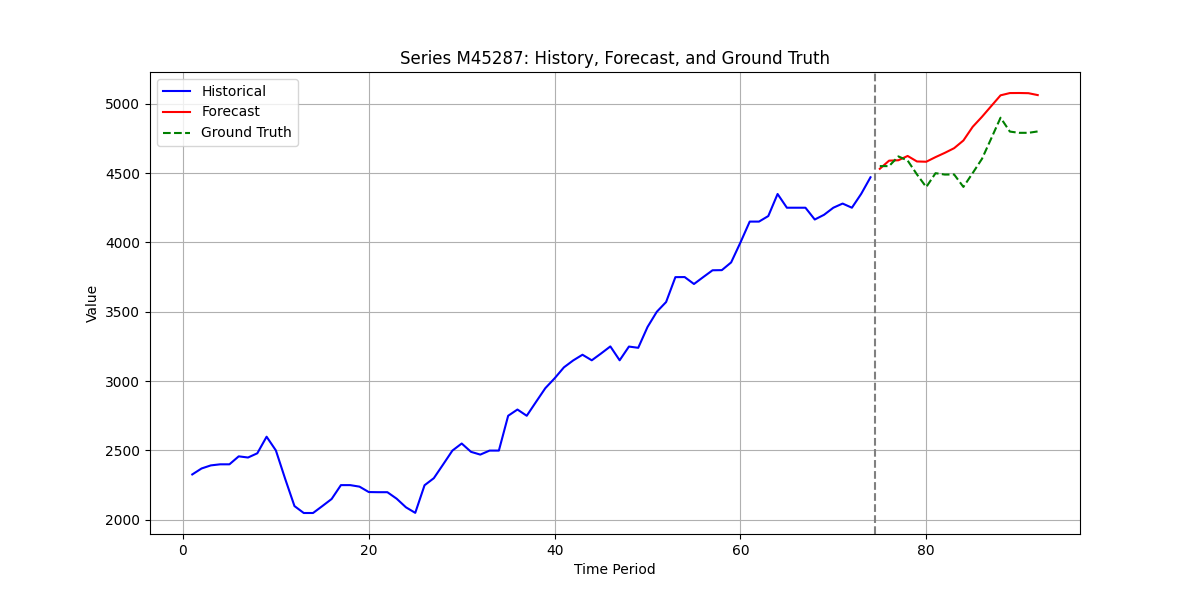 Series M45287: History, Forecast, and Ground Truth
Historical
Forecast
Ground Truth
5000
4500
4000
3500
3000
2500
2000
Value
0 20 40 60 80
Time Period